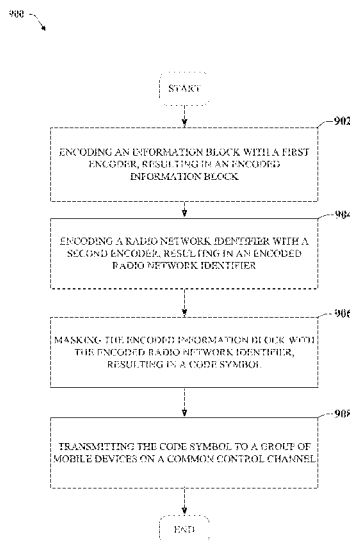 900
START
902
ENCODING AN INFORMATION BLOCK WITH A FIRST
ENCODER, RESULTING IN AN ENCODED
INFORMATION BLOCK
904
ENCODING A RADIO NETWORK IDENTIFIER WITH A
SECOND ENCODER, RESULTING IN AN ENCODED
RADIO NETWORK IDENTIFIER
906
MASKING THE ENCODED INFORMATION BLOCK WITH
THE ENCODED RADIO NETWORK IDENTIFIER,
RESULTING IN A CODE SYMBOL
908
TRANSMITTING THE CODE SYMBOL TO A GROUP OF
MOBILE DEVICES ON A COMMON CONTROL CHANNEL
END